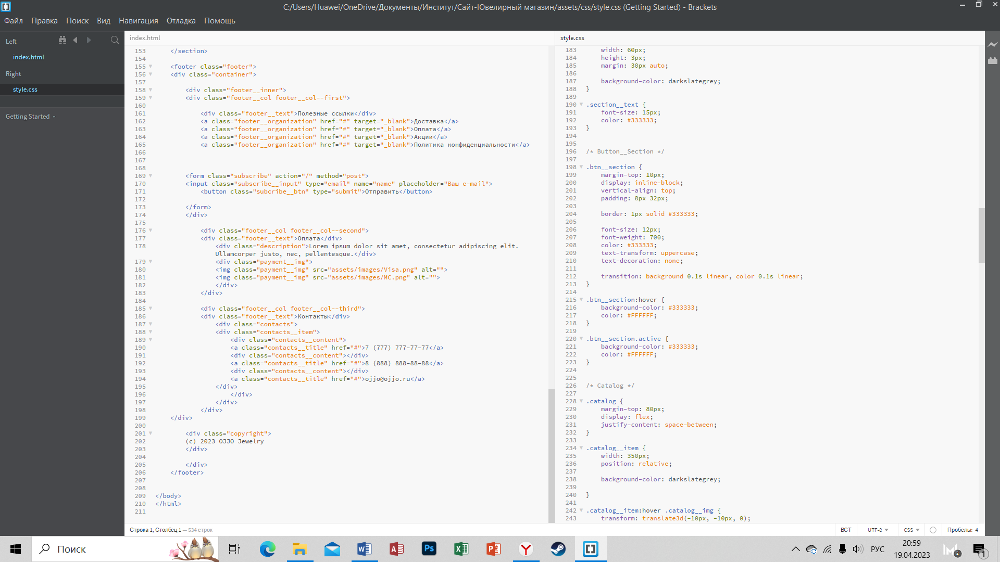 C:/Users/Huawei/OneDrive/Документы/Институт/Сайт-Ювелирный магазин/assets/css/style.css (Getting Started) - Brackets
Файл Правка Поиск Вид Навигация Отладка Помощь
Left
index.html
Right
style.css
Getting Started
index.html
153 </section>
154
155 <footer class="footer">
156 <div class="container">
157
158 <div class="footer__inner">
159 <div class="footer__col footer__col--first">
160
161 <div class="footer__text">Полезные ссылки</div>
162 <a class="footer__organization" href="#" target="_blank">Доставка</a>
163 <a class="footer__organization" href="#" target="_blank">Оплата</a>
164 <a class="footer__organization" href="#" target="_blank">Акции</a>
165 <a class="footer__organization" href="#" target="_blank">Политика конфиденциальности</a>
166
167
168
169 <form class="subscribe" action="/" method="post">
170 <input class="subscribe__input" type="email" name="name" placeholder="Ваш e-mail">
171 <button class="subcribe__btn" type="submit">Отправить</button>
172
173 </form>
174 </div>
175
176 <div class="footer__col footer__col--second">
177 <div class="footer__text">Оплата</div>
178 <div class="description">Lorem ipsum dolor sit amet, consectetur adipiscing elit.
Ullamcorper justo, nec, pellentesque.</div>
179 <div class="payment__img">
180 <img class="payment__img" src="assets/images/Visa.png" alt="">
181 <img class="payment__img" src="assets/images/MC.png" alt="">
182 </div>
183 </div>
184
185 <div class="footer__col footer__col--third">
186 <div class="footer__text">Контакты</div>
187 <div class="contacts">
188 <div class="contacts__item">
189 <div class="contacts__content">
190 <a class="contacts__title" href="#">7 (777) 777-77-77</a>
191 <div class="contacts__content"></div>
192 <a class="contacts__title" href="#">8 (888) 888-88-88</a>
193 <div class="contacts__content"></div>
194 <a class="contacts__title" href="#">ojjo@ojjo.ru</a>
195 </div>
196 </div>
197 </div>
198 </div>
199 </div>
200
201 <div class="copyright">
202 (c) 2023 OJJO Jewelry
203 </div>
204
205 </div>
206 </footer>
207
208
209 </body>
210 </html>
211
style.css
183 width: 60px;
184 height: 3px;
185 margin: 30px auto;
186
187 background-color: darkslategrey;
188 }
189
190 .section__text {
191 font-size: 15px;
192 color: #333333;
193 }
194
195
196 /* Button__Section */
197
198 .btn__section {
199 margin-top: 10px;
200 display: inline-block;
201 vertical-align: top;
202 padding: 8px 32px;
203
204 border: 1px solid #333333;
205
206 font-size: 12px;
207 font-weight: 700;
208 color: #333333;
209 text-transform: uppercase;
210 text-decoration: none;
211
212 transition: background 0.1s linear, color 0.1s linear;
213 }
214
215 .btn__section:hover {
216 background-color: #333333;
217 color: #FFFFFF;
218 }
219
220 .btn__section.active {
221 background-color: #333333;
222 color: #FFFFFF;
223 }
224
225
226 /* Catalog */
227
228 .catalog {
229 margin-top: 80px;
230 display: flex;
231 justify-content: space-between;
232 }
233
234 .catalog__item {
235 width: 350px;
236 position: relative;
237
238 background-color: darkslategrey;
239
240 }
241
242 .catalog__item:hover .catalog__img {
243 transform: translate3d(-10px, -10px, 0);
Строка 1, Столбец 1 — 534 строк
ВСТ UTF-8 CSS Пробелы: 4
Поиск
Ps
РУС
20:59
19.04.2023
2
1